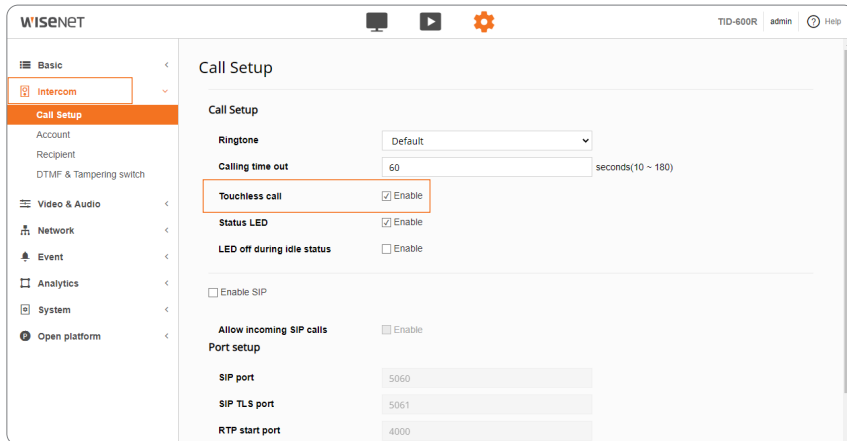 WISENET
TID-600R admin ? Help
Basic
Intercom
Call Setup
Account
Recipient
DTMF & Tampering switch
Video & Audio
Network
Event
Analytics
System
P Open platform
Call Setup
Call Setup
Ringtone Default
Calling time out 60 seconds(10 ~ 180)
Touchless call Enable
Status LED Enable
LED off during idle status Enable
Enable SIP
Allow incoming SIP calls Enable
Port setup
SIP port 5060
SIP TLS port 5061
RTP start port 4000